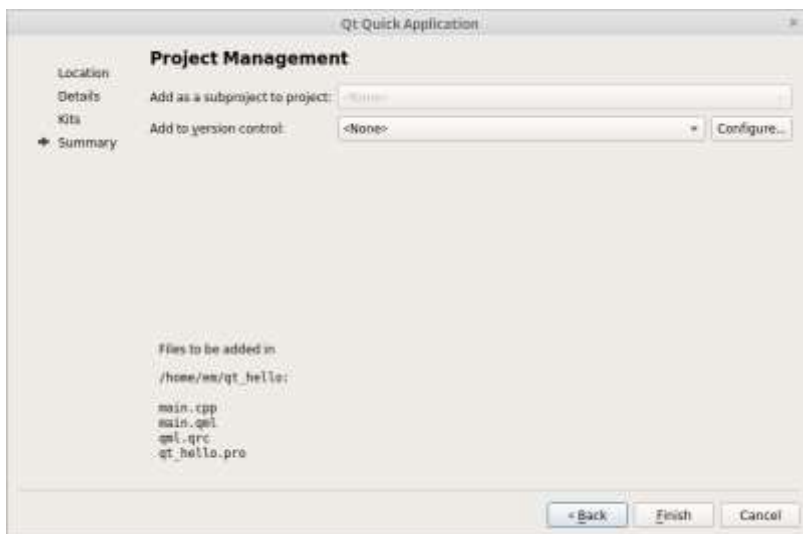 Qt Quick Application
Location
Details
Kits
Summary
Project Management
Add as a subproject to project: <None>
Add to version control: <None> Configure...
Files to be added in
/home/em/qt_hello:
main.cpp
main.qml
qml.qrc
qt_hello.pro
< Back Finish Cancel